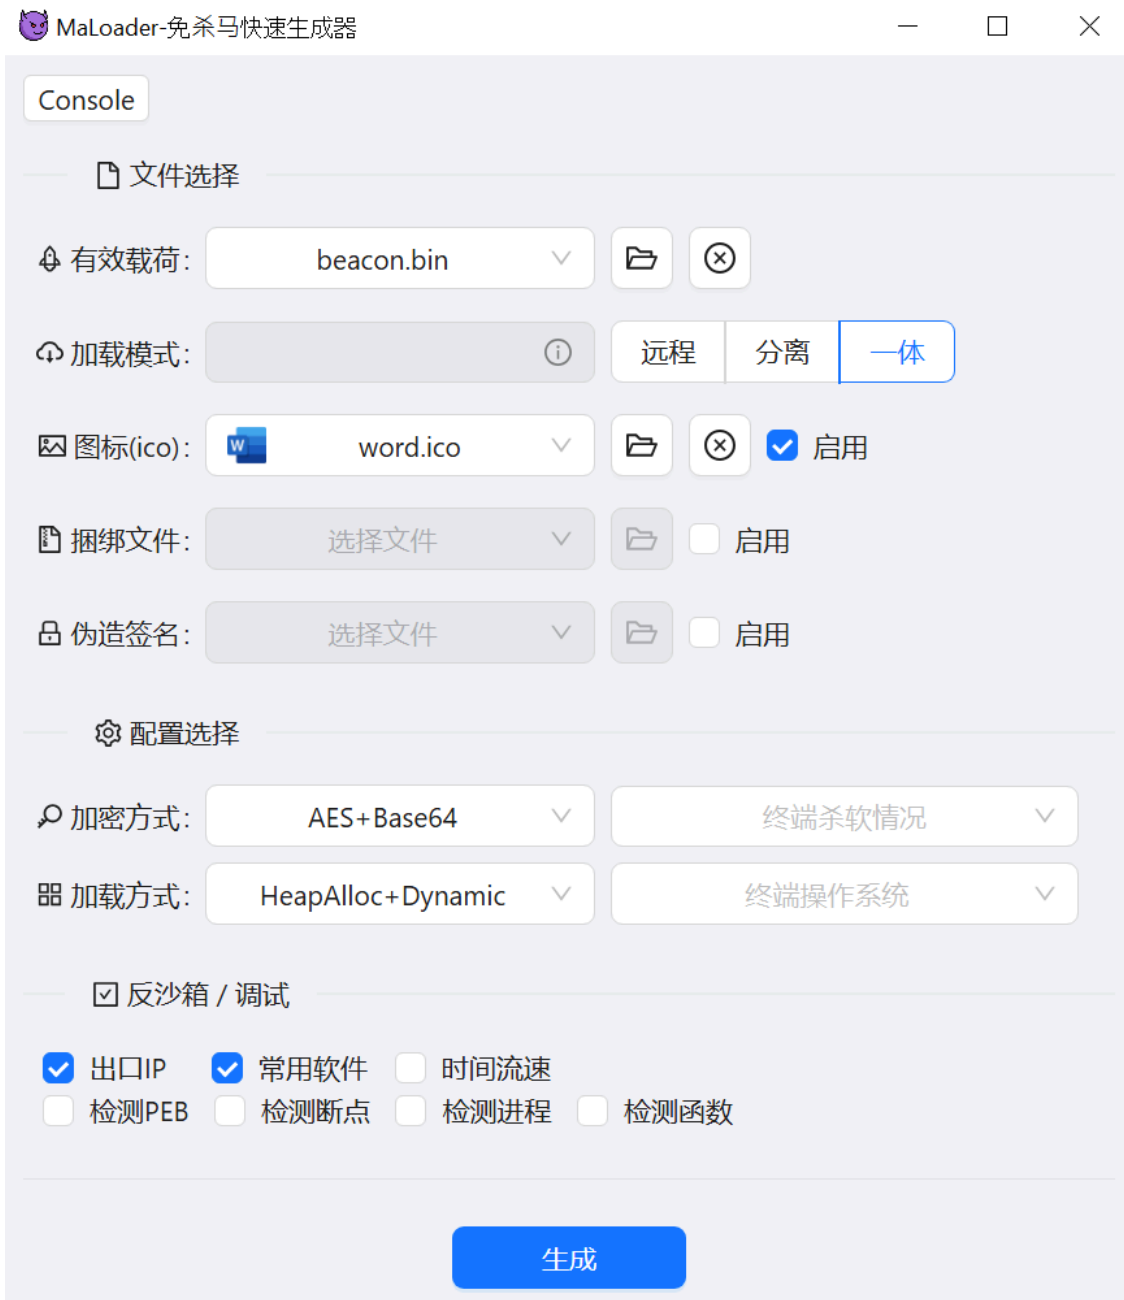 MaLoader-免杀马快速生成器
Console
文件选择
有效载荷: beacon.bin
加载模式: 远程 分离 一体
图标(ico): W word.ico 启用
捆绑文件: 选择文件 启用
伪造签名: 选择文件 启用
配置选择
加密方式: AES+Base64 终端杀软情况
加载方式: HeapAlloc+Dynamic 终端操作系统
反沙箱 / 调试
出口IP 常用软件 时间流速
检测PEB 检测断点 检测进程 检测函数
生成